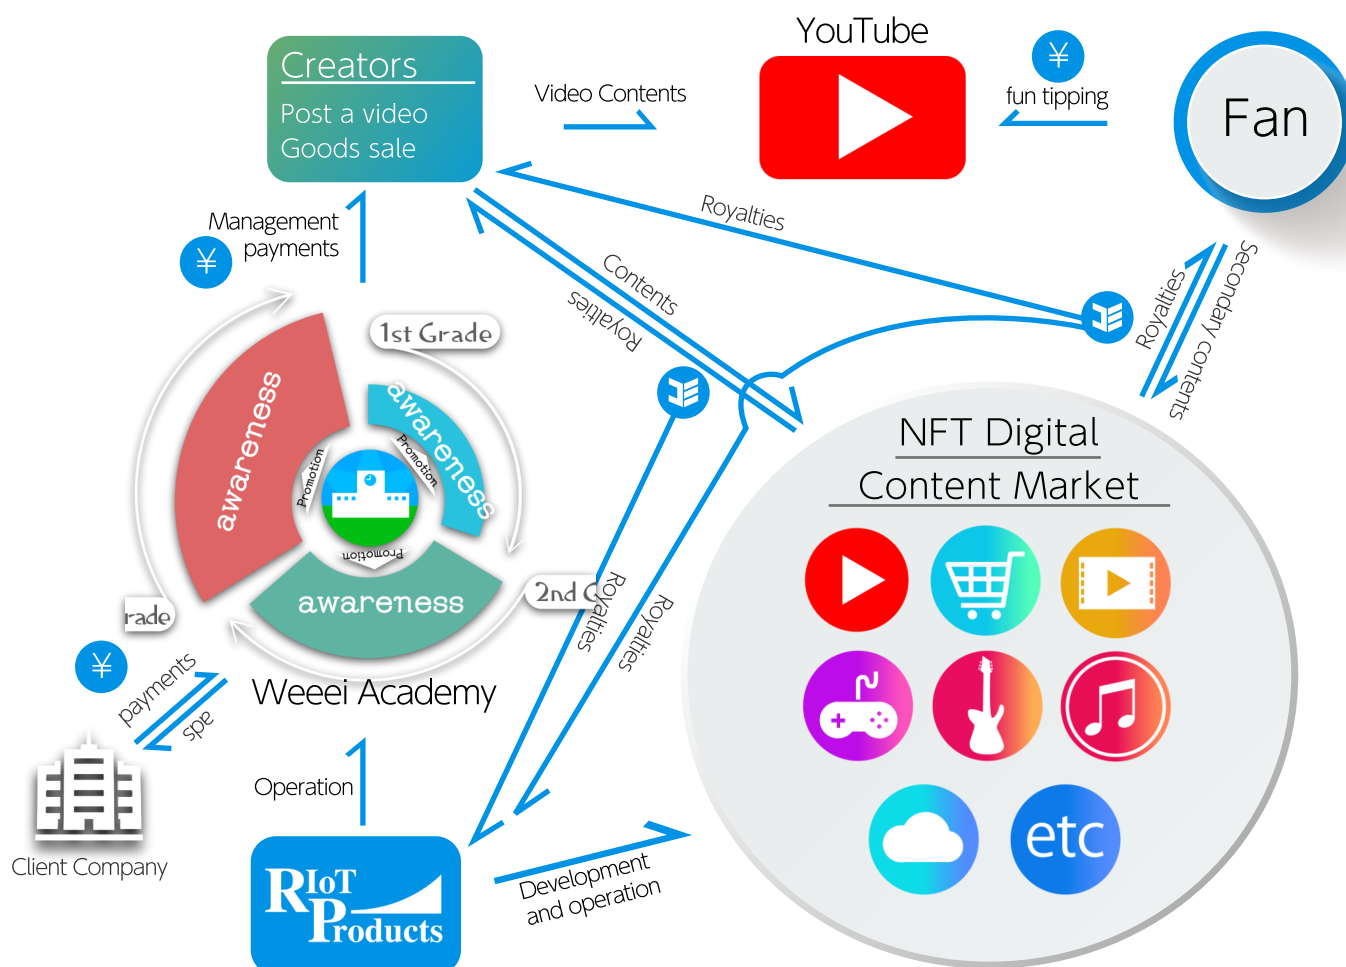 YouTube
Creators
Post a video
Goods sale
Video Contents
¥
fun tipping
Fan
Management
payments
¥
Royalties
Contents
Royalties
Royalties
Secondary contents
1st Grade
awareness
awareness
awareness
Promotion
Promotion
Promotion
2nd G
rade
Weeei Academy
¥
payments
ads
Client Company
Operation
Royalties
Royalties
NFT Digital
Content Market
etc
RIoT
Products
Development
and operation